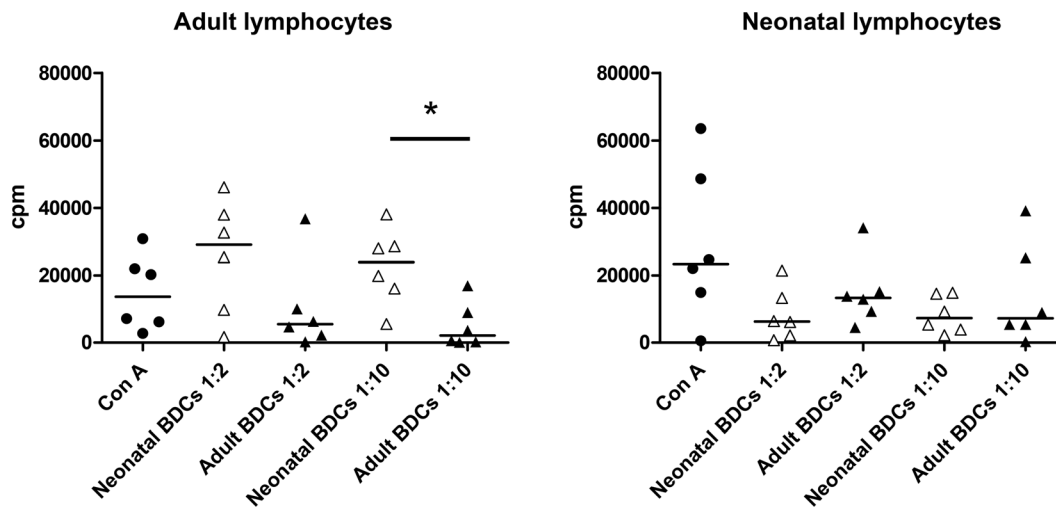 Adult lymphocytes
80000
60000
40000
20000
0
cpm
*
Con A
Neonatal BDCs 1:2
Adult BDCs 1:2
Neonatal BDCs 1:10
Adult BDCs 1:10
Neonatal lymphocytes
80000
60000
40000
20000
0
cpm
Con A
Neonatal BDCs 1:2
Adult BDCs 1:2
Neonatal BDCs 1:10
Adult BDCs 1:10